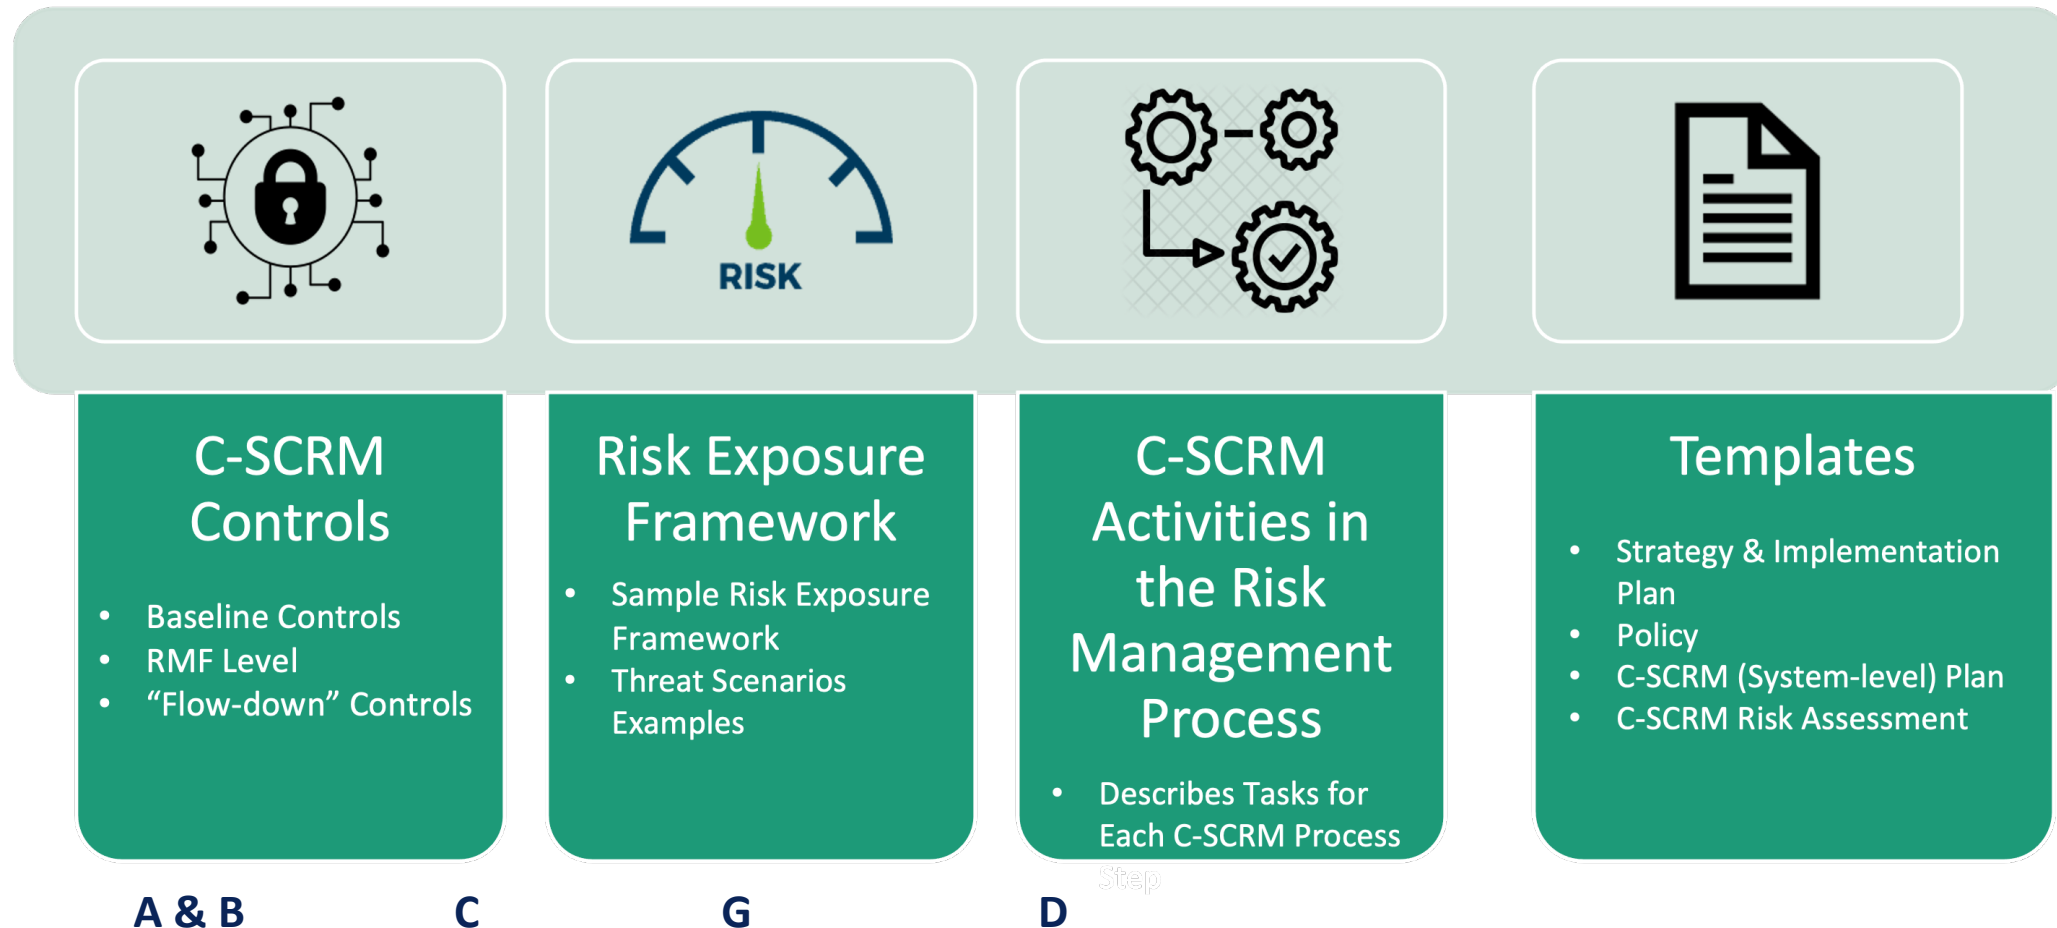 RISK
C-SCRM
Controls
• Baseline Controls
• RMF Level
• “Flow-down” Controls
Risk Exposure
Framework
• Sample Risk Exposure
Framework
• Threat Scenarios
Examples
C-SCRM
Activities in
the Risk
Management
Process
• Describes Tasks for
Each C-SCRM Process
Step
Templates
• Strategy & Implementation
Plan
• Policy
• C-SCRM (System-level) Plan
• C-SCRM Risk Assessment
A & B
C
G
D